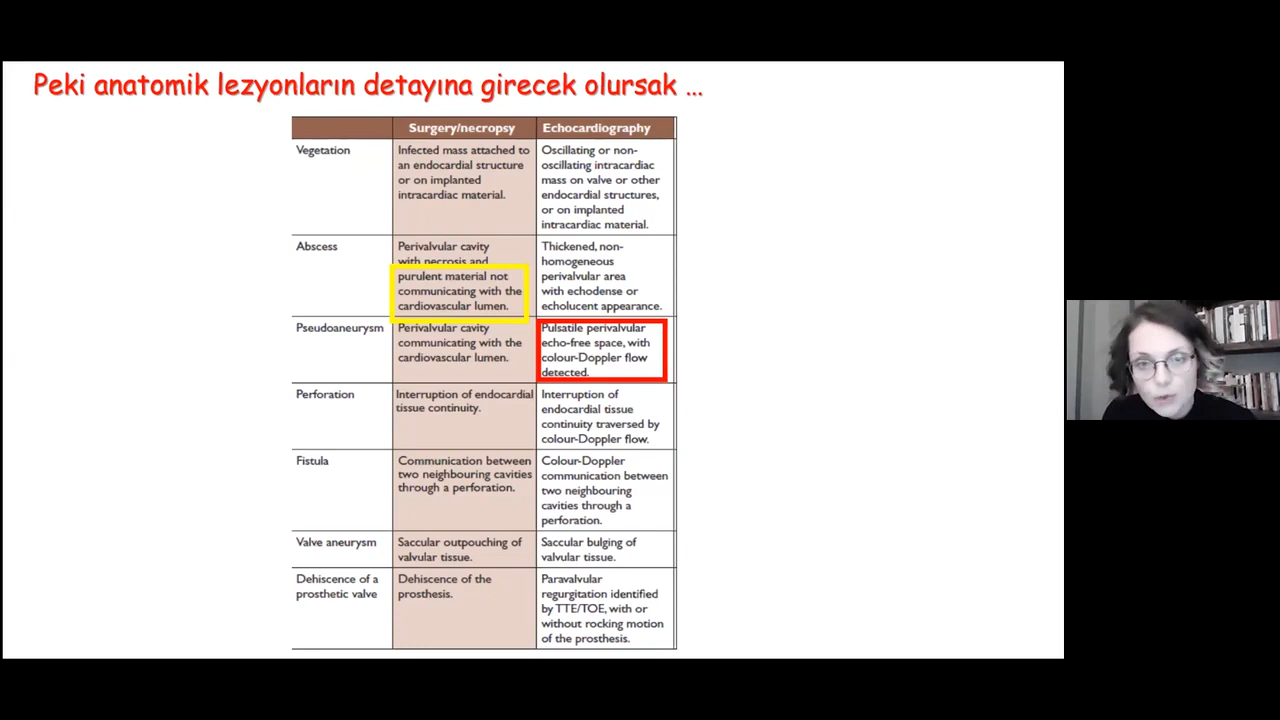 Peki anatomik lezyonların detayına girecek olursak ...
Surgery/necropsy
Echocardiography
Vegetation
Infected mass attached to
an endocardial structure
or on implanted
intracardiac material.
Oscillating or non-
oscillating intracardiac
mass on valve or other
endocardial structures,
or on implanted
intracardiac material.
Abscess
Perivalvular cavity
with necrosis and
purulent material not
communicating with the
cardiovascular lumen.
Thickened, non-
homogeneous
perivalvular area
with echodense or
echolucent appearance.
Pseudoaneurysm
Perivalvular cavity
communicating with the
cardiovascular lumen.
Pulsatile perivalvular
echo-free space, with
colour-Doppler flow
detected.
Perforation
Interruption of endocardial
tissue continuity.
Interruption of
endocardial tissue
continuity traversed by
colour-Doppler flow.
Fistula
Communication between
two neighbouring cavities
through a perforation.
Colour-Doppler
communication between
two neighbouring
cavities through a
perforation.
Valve aneurysm
Saccular outpouching of
valvular tissue.
Saccular bulging of
valvular tissue.
Dehiscence of a
prosthetic valve
Dehiscence of the
prosthesis.
Paravalvular
regurgitation identified
by TTE/TOE, with or
without rocking motion
of the prosthesis.